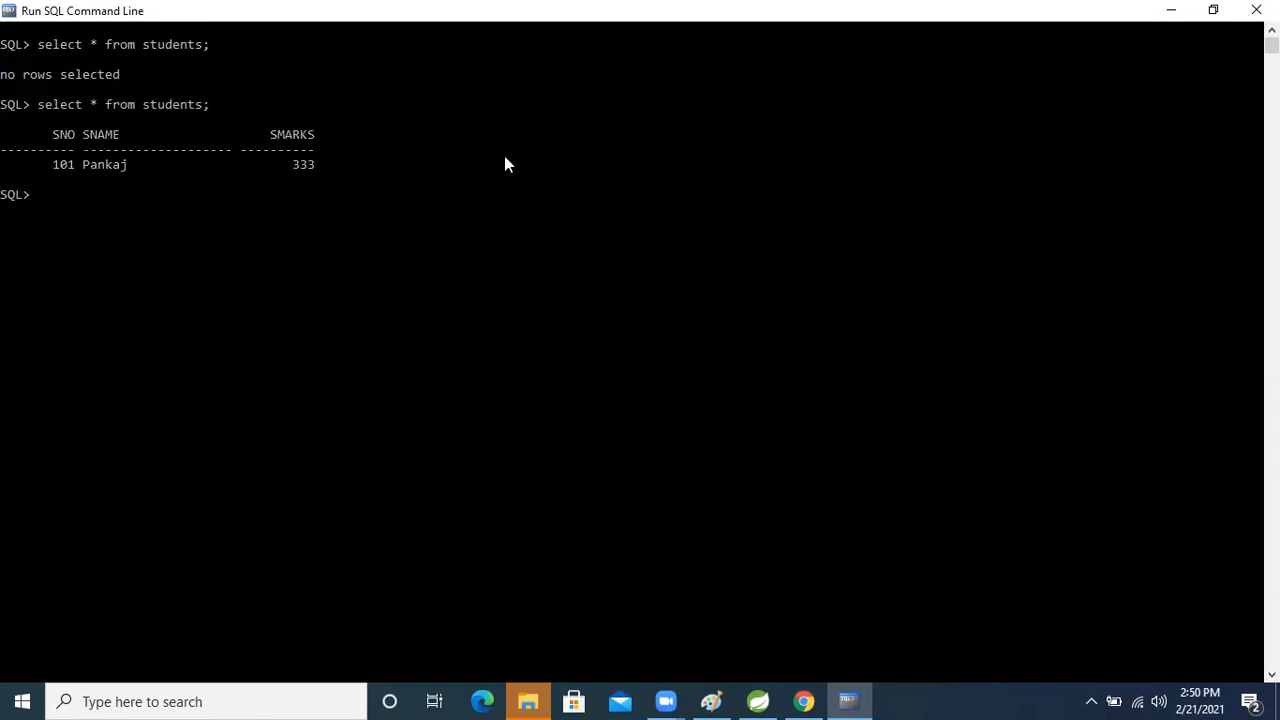 Run SQL Command Line
SQL> select * from students;
no rows selected
SQL> select * from students;
SNO SNAME SMARKS
---------- -------------------- ----------
101 Pankaj 333
SQL>
Type here to search
2:50 PM
2/21/2021
2